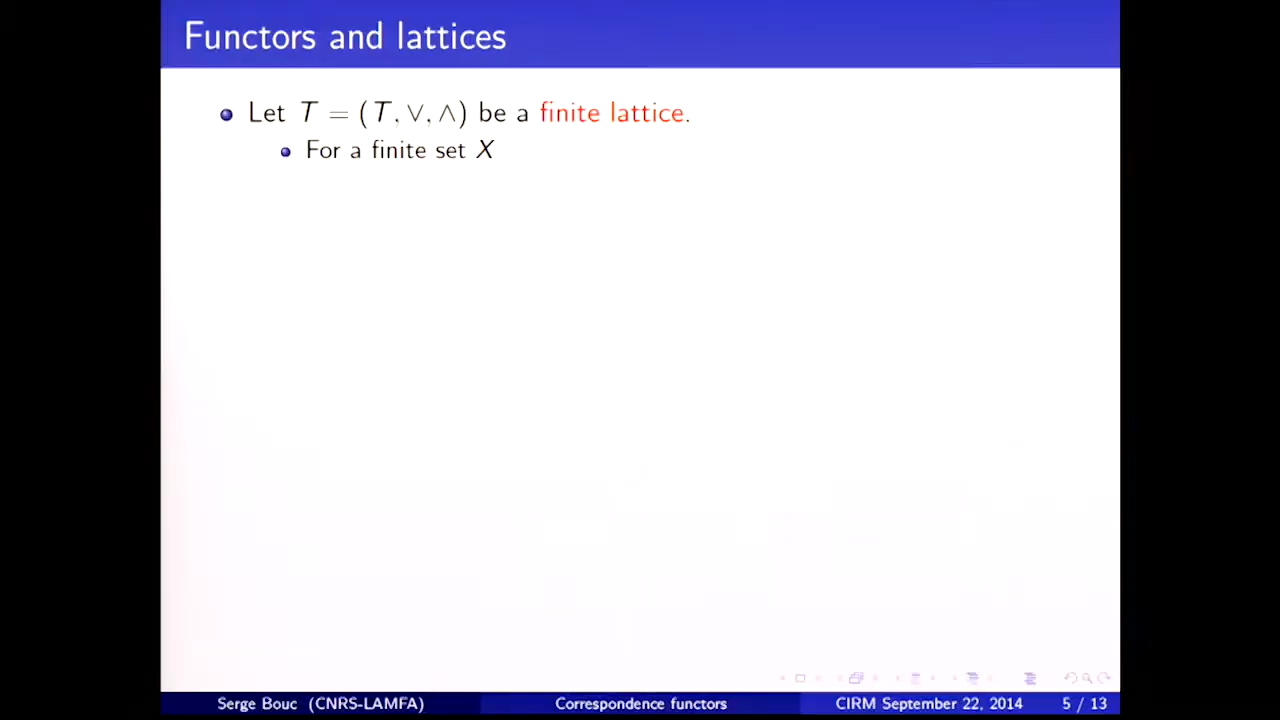 Functors and lattices
Let T = (T, ∨, ∧) be a finite lattice.
For a finite set X
Serge Bouc (CNRS-LAMFA) Correspondence functors CIRM September 22, 2014 5 / 13